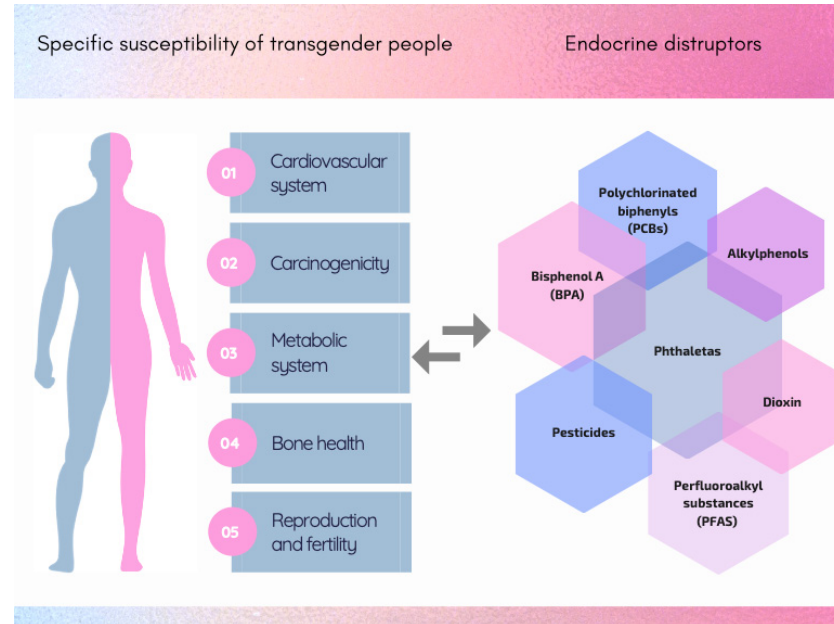 Specific susceptibility of transgender people
Endocrine distruptors
01
Cardiovascular
system
02
Carcinogenicity
03
Metabolic
system
04
Bone health
05
Reproduction
and fertility
Polychlorinated
biphenyls
(PCBs)
Alkylphenols
Bisphenol A
(BPA)
Phthaletas
Dioxin
Pesticides
Perfluoroalkyl
substances
(PFAS)